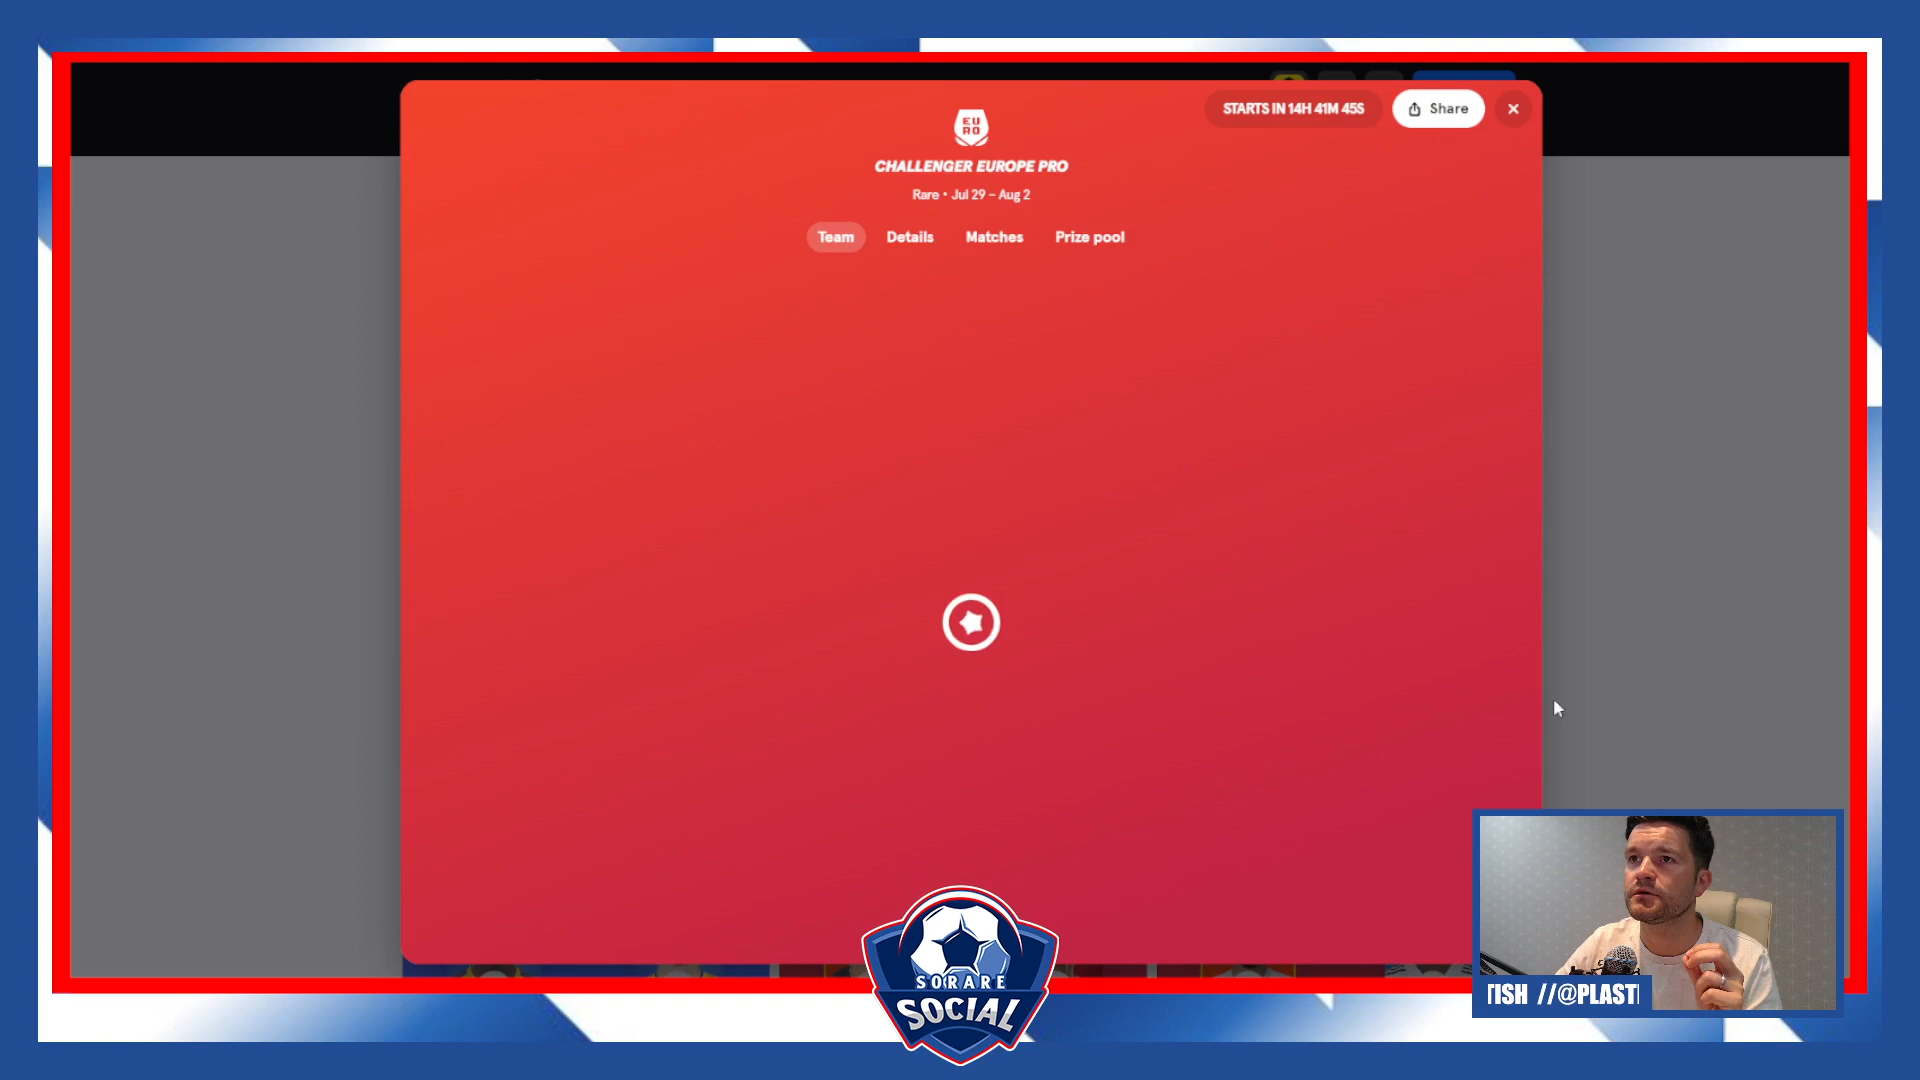 STARTS IN 14H 41M 45S
Share
EU
RO
CHALLENGER EUROPE PRO
Rare • Jul 29 – Aug 2
Team Details Matches Prize pool
SORARE
SOCIAL
TISH //@PLASTI